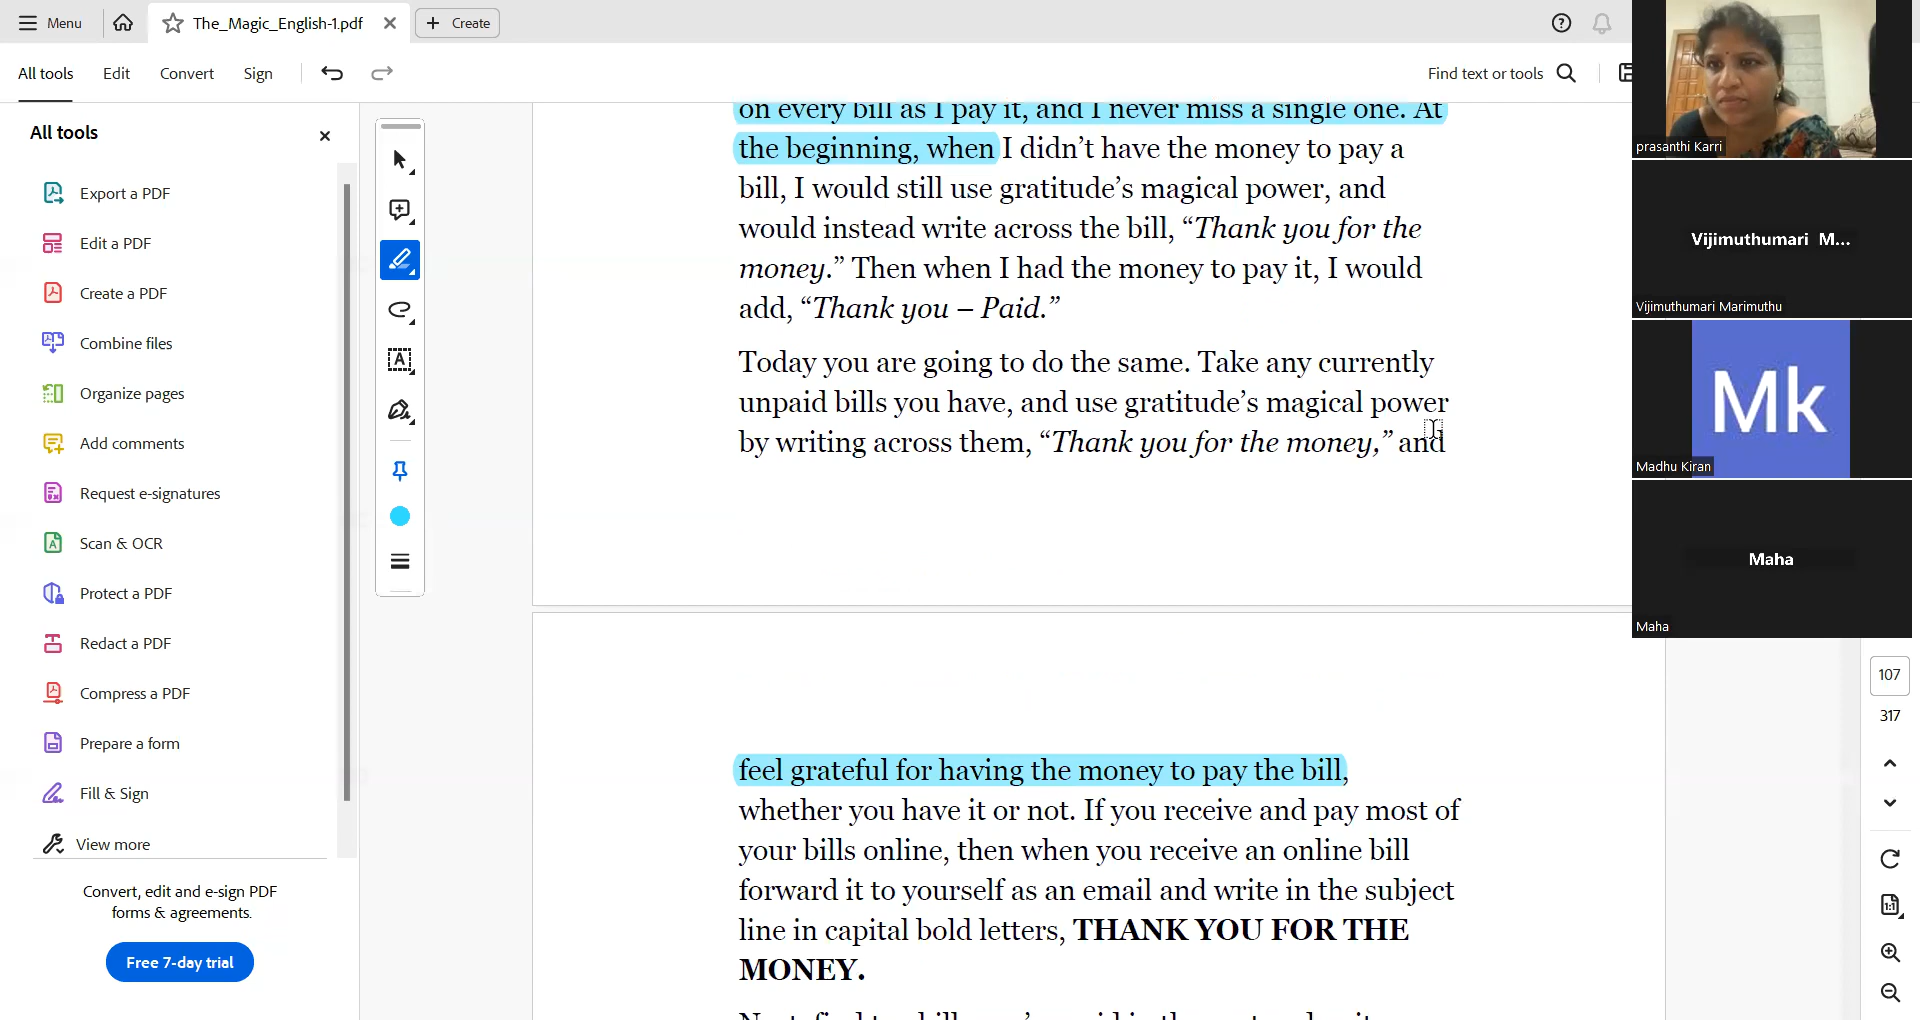 Menu
The_Magic_English-1.pdf
Create
All tools
Edit
Convert
Sign
Find text or tools
All tools
Export a PDF
Edit a PDF
Create a PDF
Combine files
Organize pages
Add comments
Request e-signatures
Scan & OCR
Protect a PDF
Redact a PDF
Compress a PDF
Prepare a form
Fill & Sign
View more
Convert, edit and e-sign PDF
forms & agreements.
Free 7-day trial
on every bill as I pay it, and I never miss a single one. At
the beginning, when I didn’t have the money to pay a
bill, I would still use gratitude’s magical power, and
would instead write across the bill, “Thank you for the
money.” Then when I had the money to pay it, I would
add, “Thank you – Paid.”
Today you are going to do the same. Take any currently
unpaid bills you have, and use gratitude’s magical power
by writing across them, “Thank you for the money,” and
feel grateful for having the money to pay the bill,
whether you have it or not. If you receive and pay most of
your bills online, then when you receive an online bill
forward it to yourself as an email and write in the subject
line in capital bold letters, THANK YOU FOR THE
MONEY.
prasanthi Karri
Vijimuthumari M...
Vijimuthumari Marimuthu
Mk
Madhu Kiran
Maha
Maha
107
317
1:1